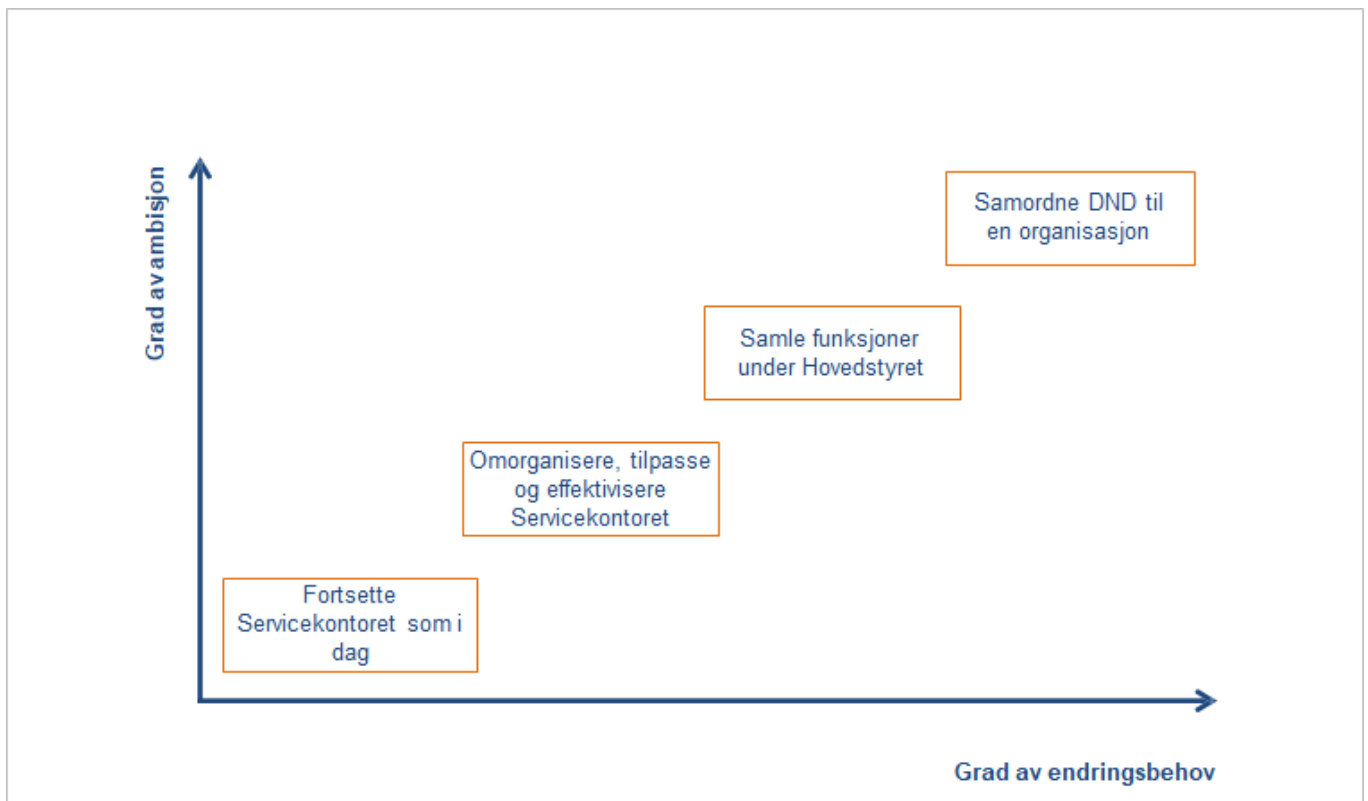 Grad av ambisjon
Samordne DND til
en organisasjon
Samle funksjoner
under Hovedstyret
Omorganisere, tilpasse
og effektivisere
Servicekontoret
Fortsette
Servicekontoret som i
dag
Grad av endringsbehov